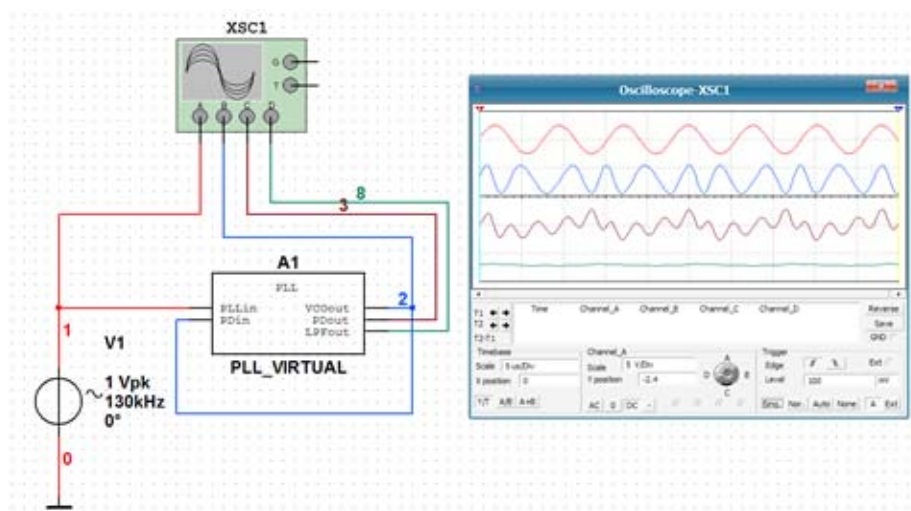 XSC1
G
T
A B C D
8
3
A1
PLL
PLLin VCOout
PDin PDout
LPFout
2
PLL_VIRTUAL
1
V1
1 Vpk
130kHz
0°
0
Oscilloscope-XSC1
Time Channel_A Channel_B Channel_C Channel_D
T1
T2
T2-T1
Reverse
Save
GND
Timebase
Scale 5 us/Div
X position 0
Y/T A/B A+B
Channel_A
Scale 5 V/Div
Y position -2.4
AC 0 DC -
A
B
C
D
Trigger
Edge Ext
Level 100 mV
Sing. Nor. Auto None A Ext